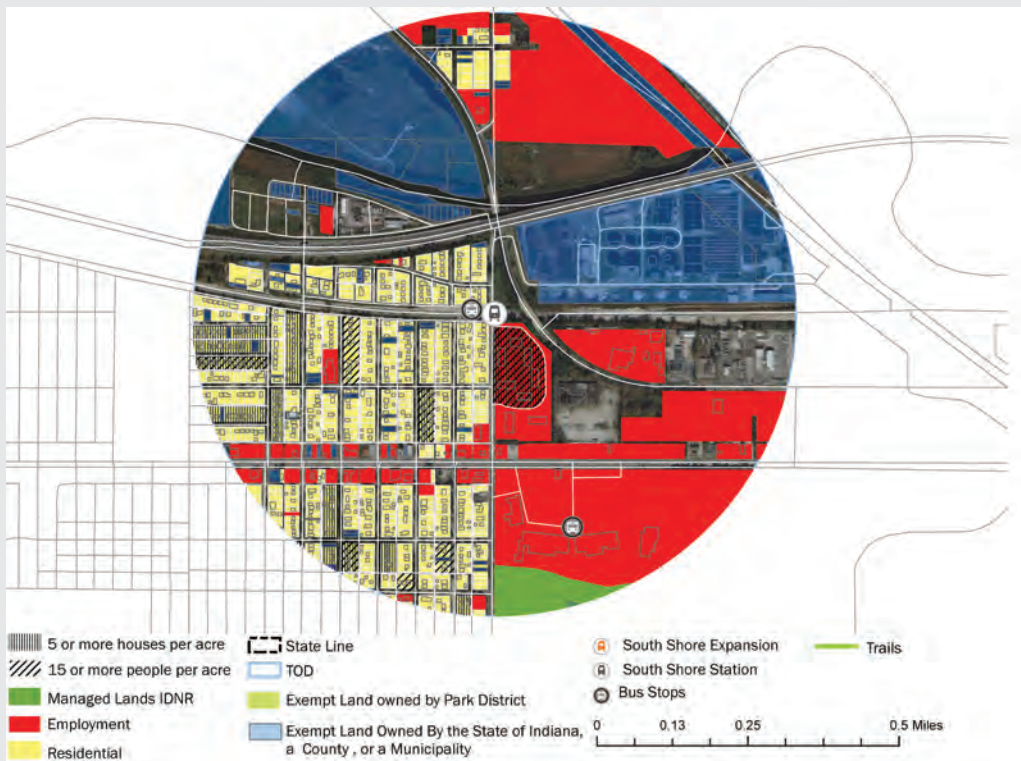 5 or more houses per acre
15 or more people per acre
Managed Lands IDNR
Employment
Residential
State Line
TOD
Exempt Land owned by Park District
Exempt Land Owned By the State of Indiana,
a County , or a Municipality
South Shore Expansion
South Shore Station
Bus Stops
Trails
0 0.13 0.25 0.5 Miles